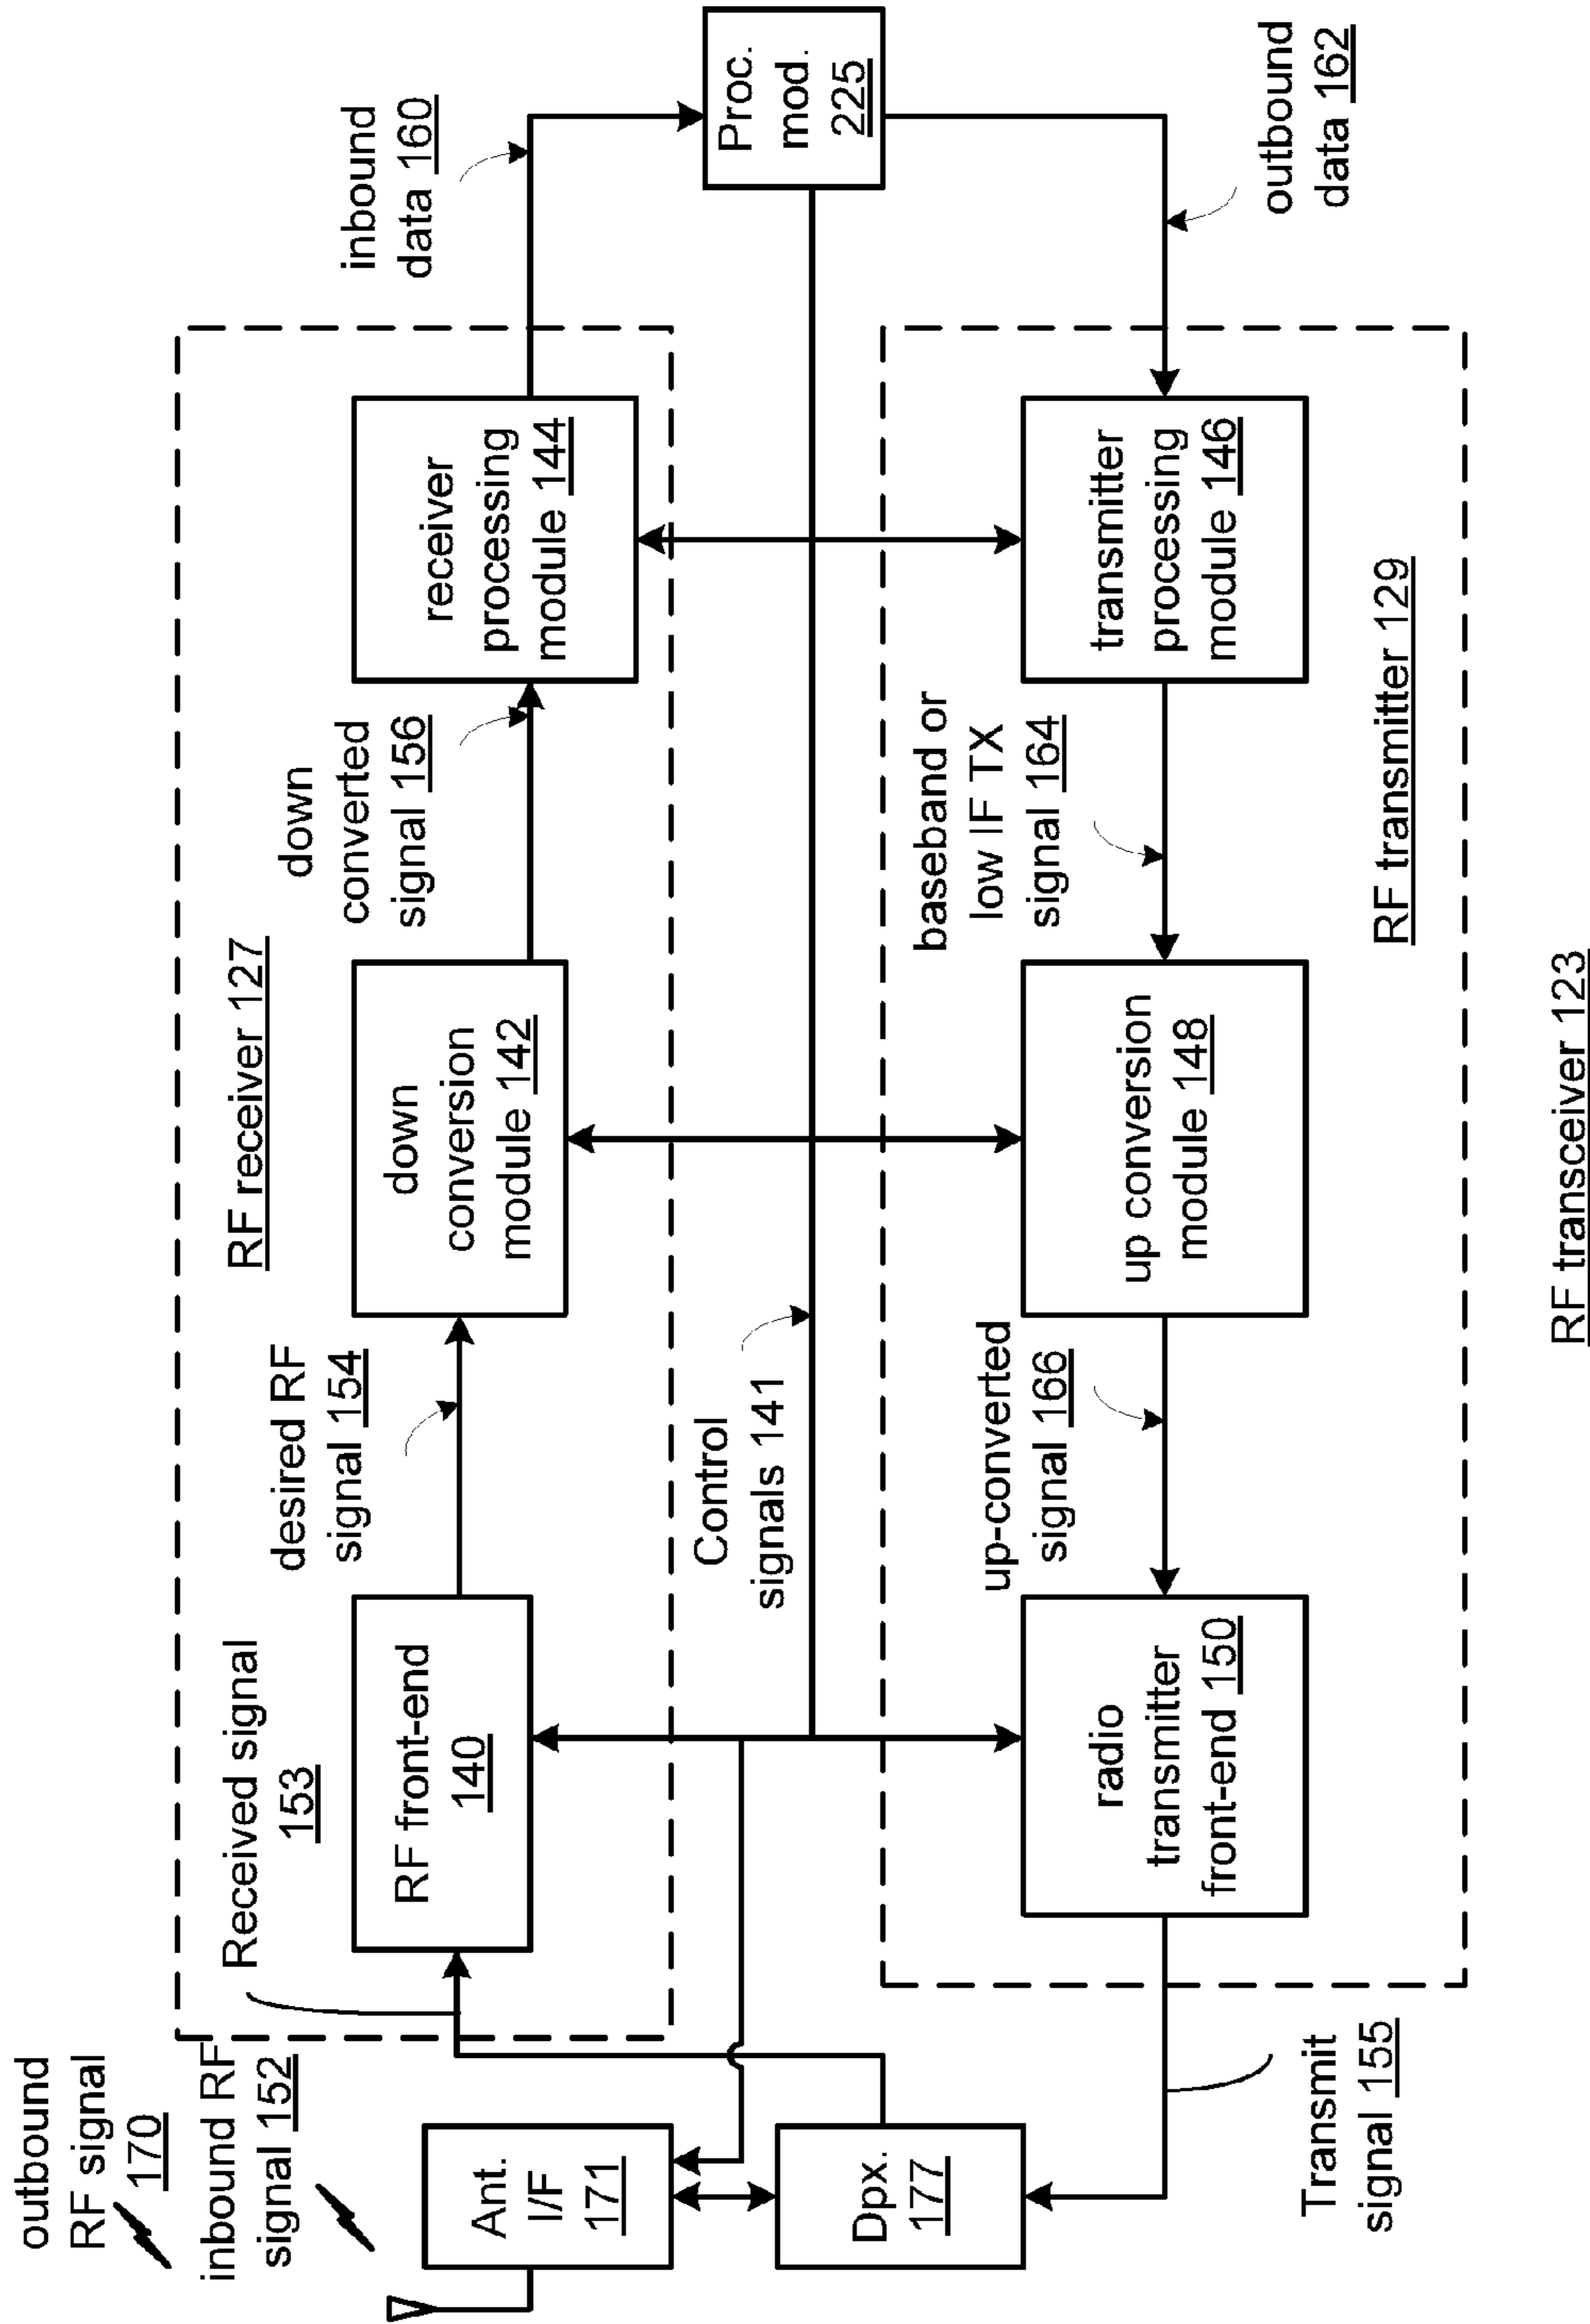 outbound
RF signal
170
inbound RF
signal 152
Ant.
I/F
171
Dpx.
177
Transmit
signal 155
Received signal
153
RF receiver 127
RF front-end
140
desired RF
signal 154
down
conversion
module 142
down
converted
signal 156
receiver
processing
module 144
inbound
data 160
Proc.
mod.
225
Control
signals 141
outbound
data 162
transmitter
processing
module 146
baseband or
low IF TX
signal 164
up conversion
module 148
up-converted
signal 166
radio
transmitter
front-end 150
RF transmitter 129
RF transceiver 123